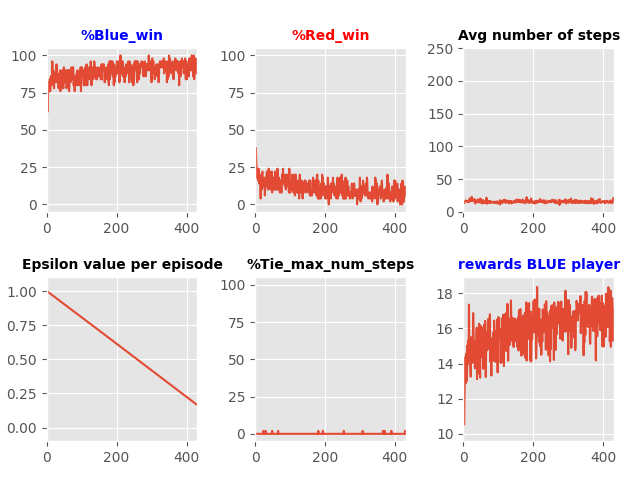 %Blue_win
%Red_win
Avg number of steps
100
75
50
25
0
0 200 400
100
75
50
25
0
0 200 400
250
200
150
100
50
0
0 200 400
Epsilon value per episode
%Tie_max_num_steps
rewards BLUE player
1.00
0.75
0.50
0.25
0.00
0 200 400
100
75
50
25
0
0 200 400
18
16
14
12
10
0 200 400